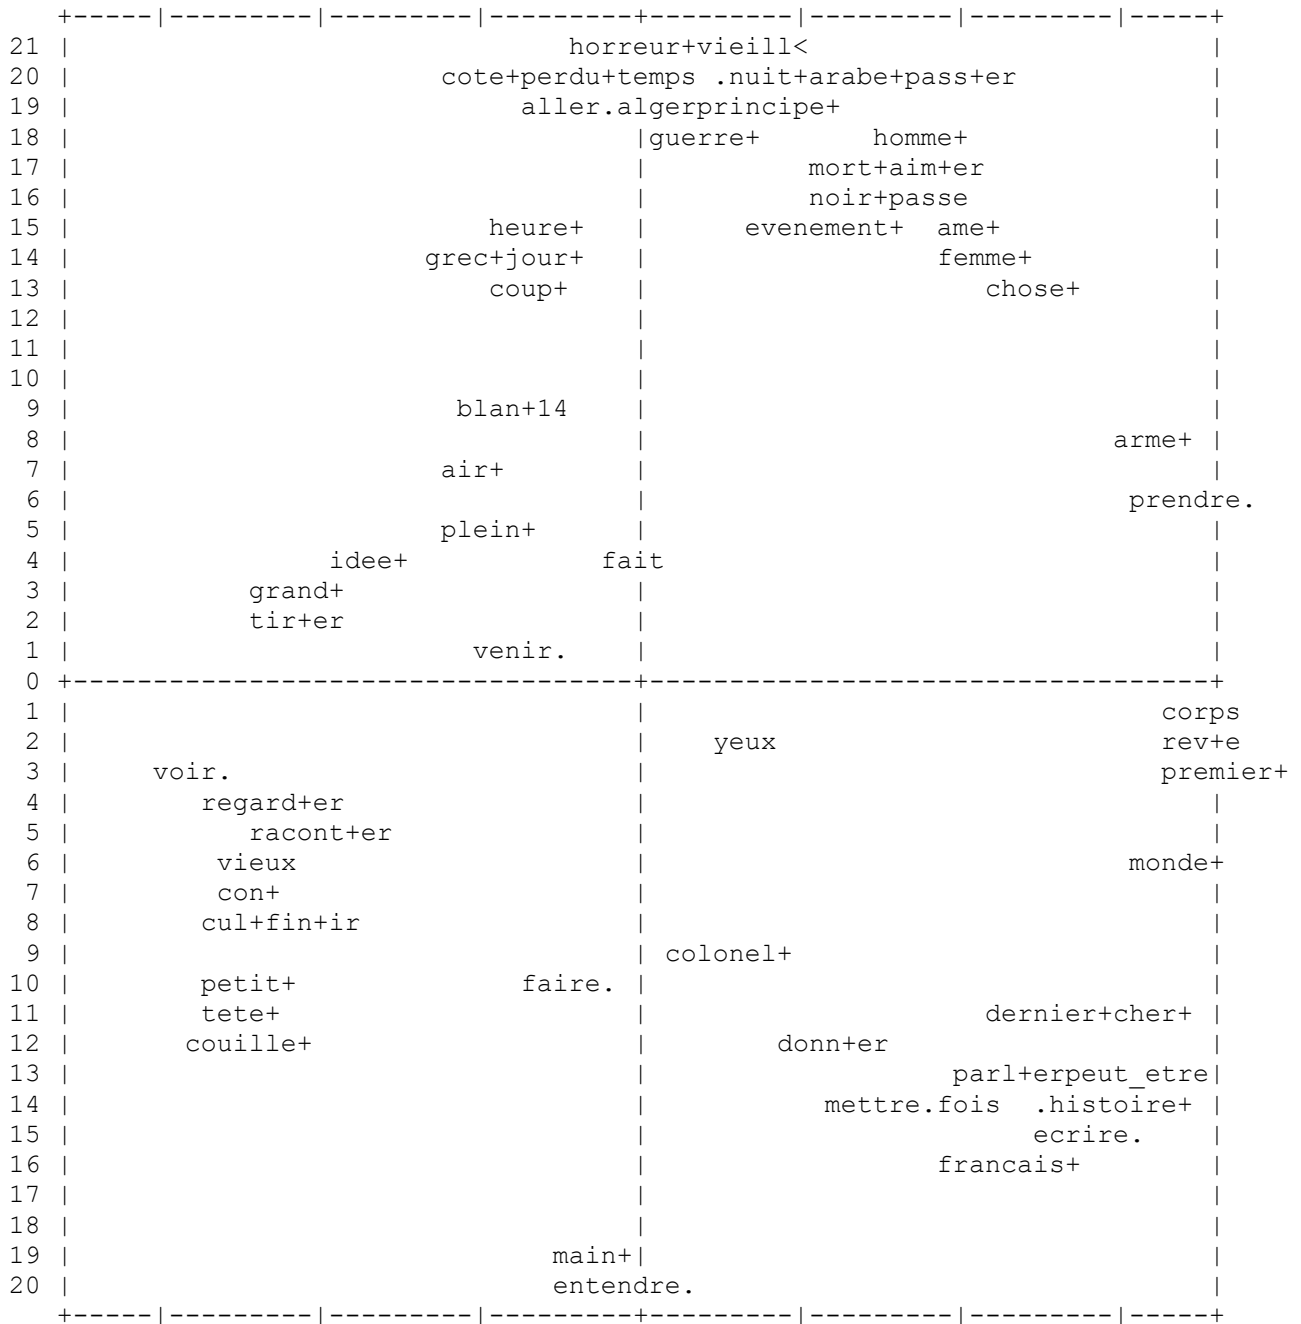 +-----|---------|---------|---------+---------|---------|---------|-----+
21 | horreur+vieill< |
20 | cote+perdu+temps .nuit+arabe+pass+er |
19 | aller.algerprincipe+ |
18 | |guerre+ homme+ |
17 | | mort+aim+er |
16 | | noir+passe |
15 | heure+ | evenement+ ame+ |
14 | grec+jour+ | femme+ |
13 | coup+ | chose+ |
12 | | |
11 | | |
10 | | |
9 | blan+14 | |
8 | | arme+ |
7 | air+ | |
6 | | prendre.
5 | plein+ | |
4 | idee+ fait |
3 | grand+ | |
2 | tir+er | |
1 | venir. | |
0 +-----------------------------------+-----------------------------------+
1 | | corps
2 | | yeux rev+e
3 | voir. | premier+
4 | regard+er | |
5 | racont+er | |
6 | vieux | monde+
7 | con+ | |
8 | cul+fin+ir | |
9 | | colonel+ |
10 | petit+ faire. | |
11 | tete+ | dernier+cher+ |
12 | couille+ | donn+er |
13 | | parl+erpeut_etre|
14 | | mettre.fois .histoire+ |
15 | | ecrire. |
16 | | francais+ |
17 | | |
18 | | |
19 | main+| |
20 | entendre. |
+-----|---------|---------|---------+---------|---------|---------|-----+